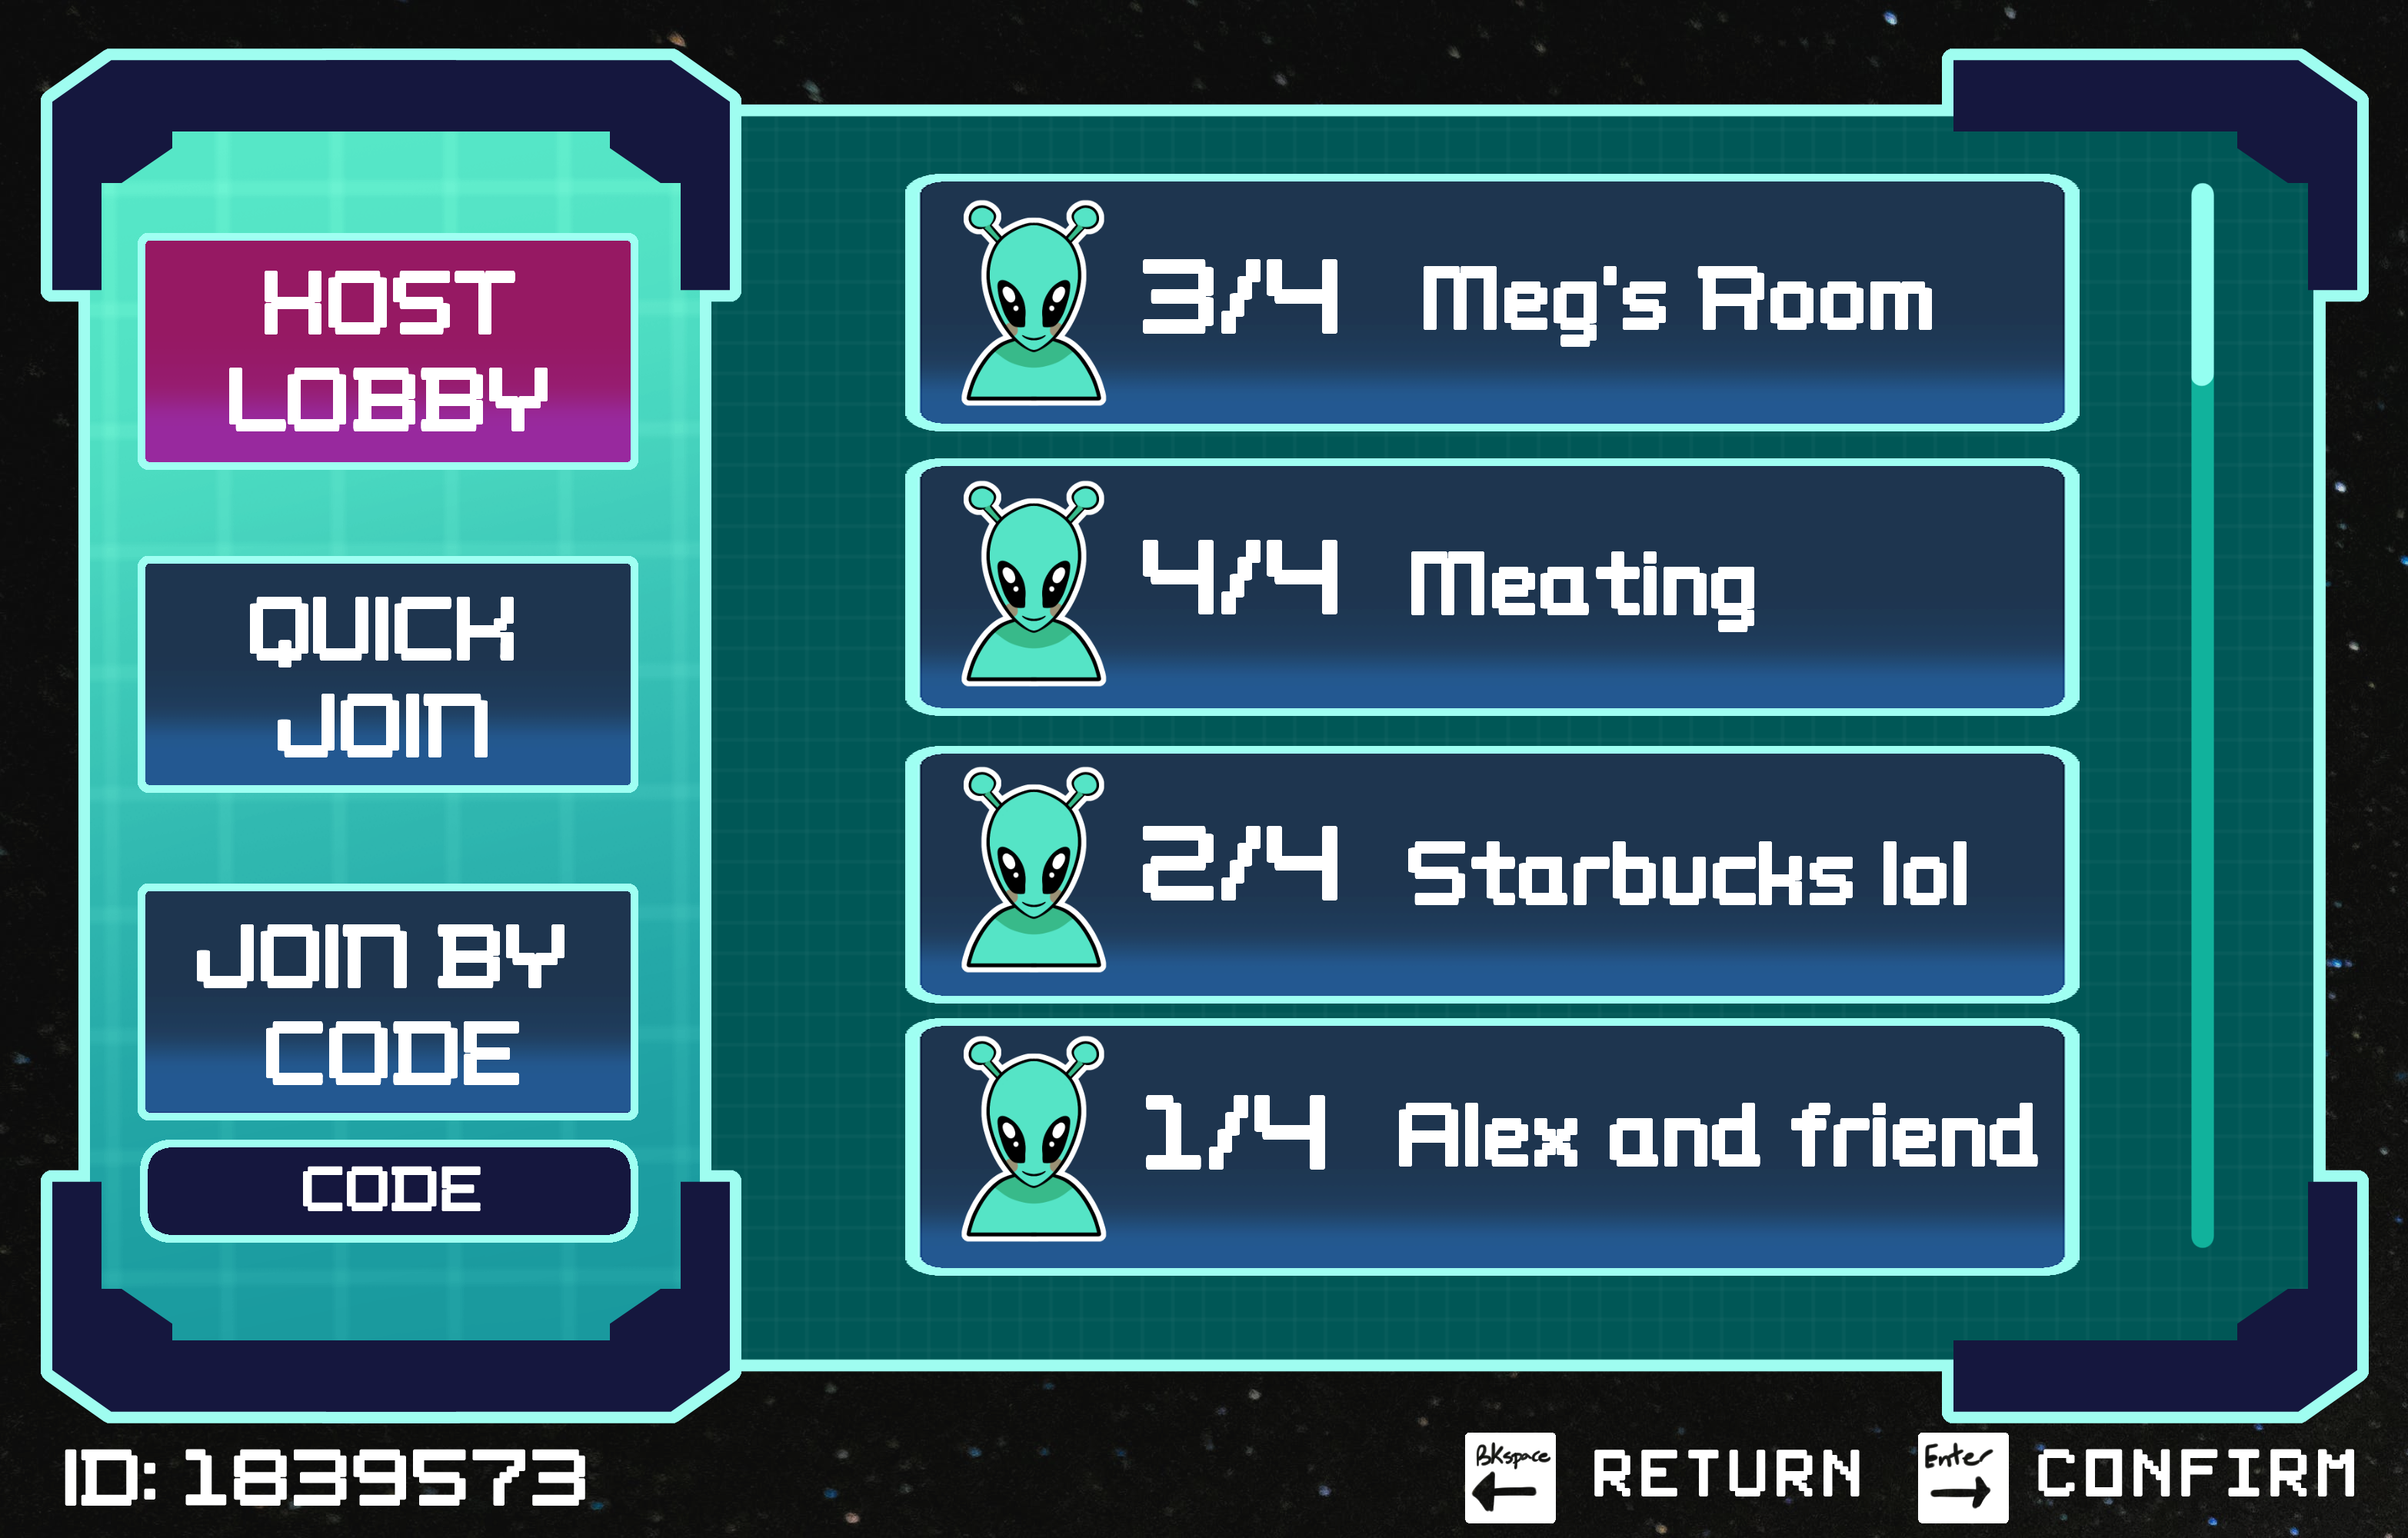 HOST
LOBBY
QUICK
JOIN
JOIN BY
CODE
CODE
3/4 Meg's Room
4/4 Meating
2/4 Starbucks lol
1/4 Alex and friend
ID: 1839573
BKspace RETURN Enter CONFIRM